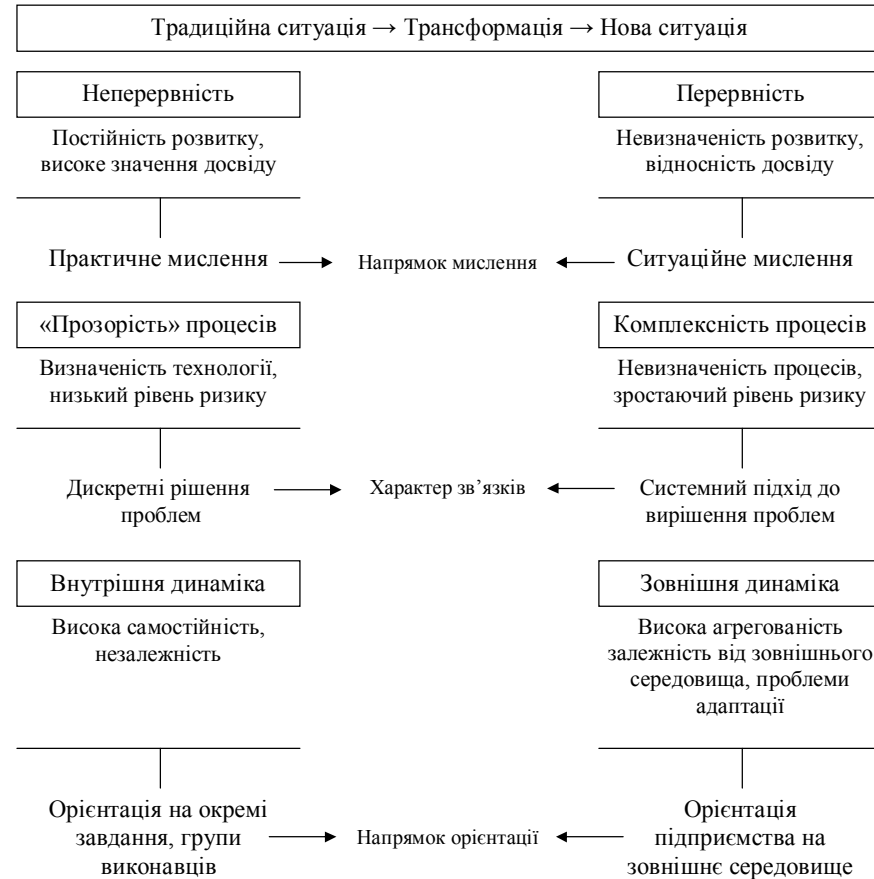 Традиційна ситуація → Трансформація → Нова ситуація
Неперервність
Перервність
Постійність розвитку,
високе значення досвіду
Невизначеність розвитку,
відносність досвіду
Практичне мислення
Напрямок мислення
Ситуаційне мислення
«Прозорість» процесів
Комплексність процесів
Визначеність технології,
низький рівень ризику
Невизначеність процесів,
зростаючий рівень ризику
Дискретні рішення
проблем
Характер зв’язків
Системний підхід до
вирішення проблем
Внутрішня динаміка
Зовнішня динаміка
Висока самостійність,
незалежність
Висока агрегованість
залежність від зовнішнього
середовища, проблеми
адаптації
Орієнтація на окремі
завдання, групи
виконавців
Напрямок орієнтації
Орієнтація
підприємства на
зовнішнє середовище